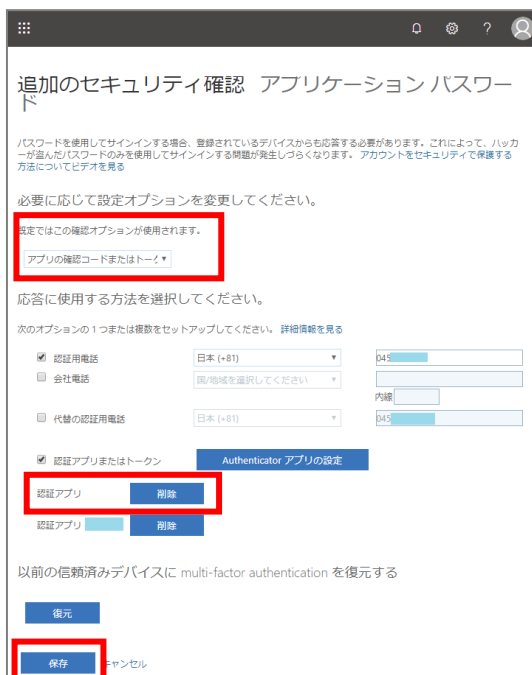 ?
追加のセキュリティ確認 アプリケーション パスワー
ド
パスワードを使用してサインインする場合、登録されているデバイスからも応答する必要があります。これによって、ハッカ
ーが盗んだパスワードのみを使用してサインインする問題が発生しづらくなります。 アカウントをセキュリティで保護する
方法についてビデオを見る
必要に応じて設定オプションを変更してください。
既定ではこの確認オプションが使用されます。
アプリの確認コードまたはトーク
応答に使用する方法を選択してください。
次のオプションの 1 つまたは複数をセットアップしてください。 詳細情報を見る
認証用電話 日本 (+81) 045
会社電話 国/地域を選択してください
内線
代替の認証用電話 日本 (+81) 045
認証アプリまたはトークン Authenticator アプリの設定
認証アプリ 削除
認証アプリ 削除
以前の信頼済みデバイスに multi-factor authentication を復元する
復元
保存 キャンセル